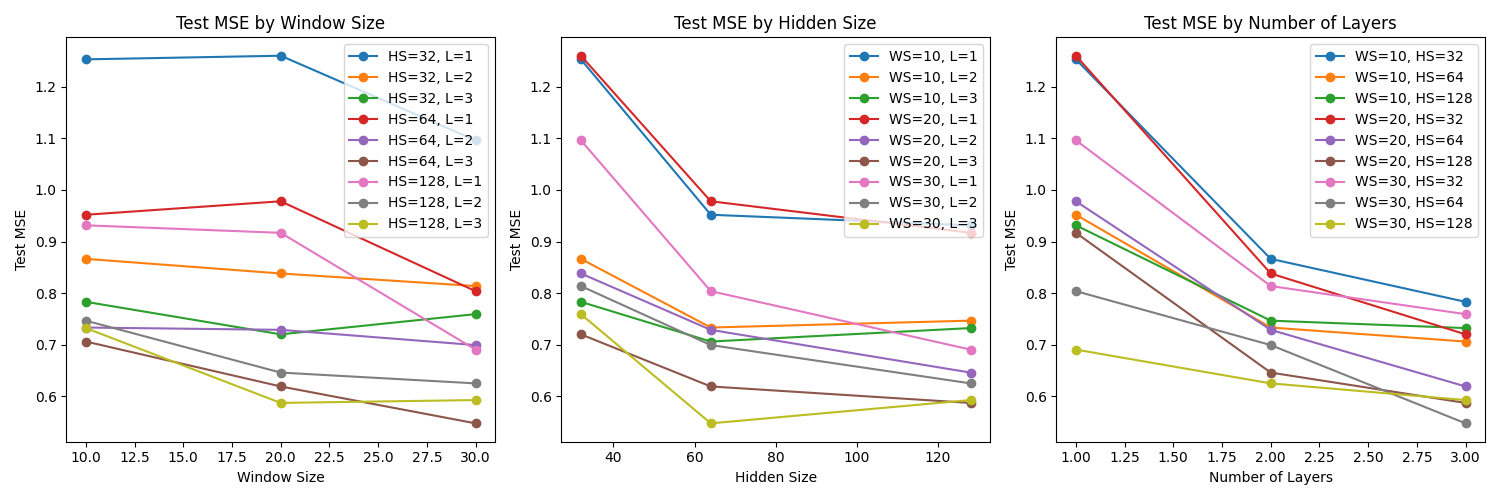 Test MSE by Window Size
Test MSE
1.2
1.1
1.0
0.9
0.8
0.7
0.6
HS=32, L=1
HS=32, L=2
HS=32, L=3
HS=64, L=1
HS=64, L=2
HS=64, L=3
HS=128, L=1
HS=128, L=2
HS=128, L=3
10.0 12.5 15.0 17.5 20.0 22.5 25.0 27.5 30.0
Window Size
Test MSE by Hidden Size
Test MSE
1.2
1.1
1.0
0.9
0.8
0.7
0.6
WS=10, L=1
WS=10, L=2
WS=10, L=3
WS=20, L=1
WS=20, L=2
WS=20, L=3
WS=30, L=1
WS=30, L=2
WS=30, L=3
40 60 80 100 120
Hidden Size
Test MSE by Number of Layers
Test MSE
1.2
1.1
1.0
0.9
0.8
0.7
0.6
WS=10, HS=32
WS=10, HS=64
WS=10, HS=128
WS=20, HS=32
WS=20, HS=64
WS=20, HS=128
WS=30, HS=32
WS=30, HS=64
WS=30, HS=128
1.00 1.25 1.50 1.75 2.00 2.25 2.50 2.75 3.00
Number of Layers